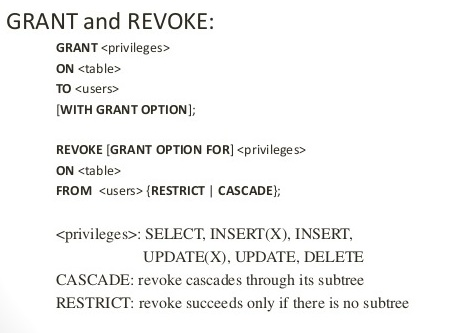 GRANT and REVOKE:
GRANT <privileges>
ON <table>
TO <users>
[WITH GRANT OPTION];
REVOKE [GRANT OPTION FOR] <privileges>
ON <table>
FROM <users> {RESTRICT | CASCADE};
<privileges>: SELECT, INSERT(X), INSERT,
UPDATE(X), UPDATE, DELETE
CASCADE: revoke cascades through its subtree
RESTRICT: revoke succeeds only if there is no subtree